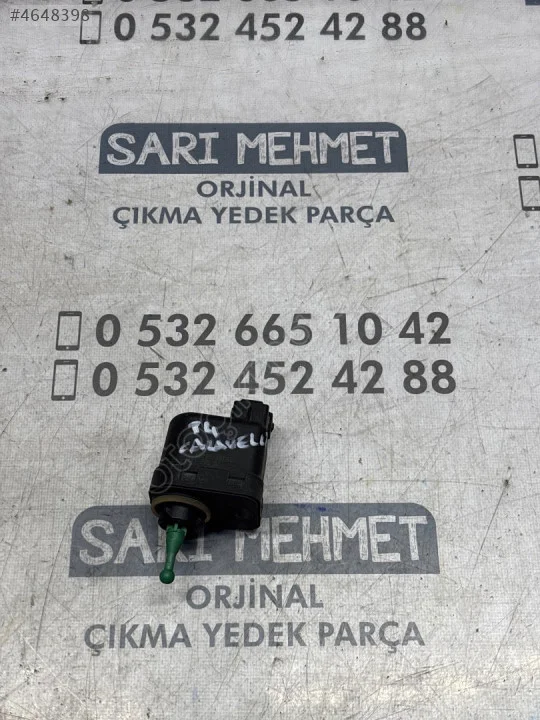 #4648398
0 532 452 42 88
SARI MEHMET
ORJİNAL
ÇIKMA YEDEK PARÇA
0 532 665 10 42
0 532 452 42 88
T4
SARI MEHMET
ORJİNAL
ÇIKMA YEDEK PARÇA